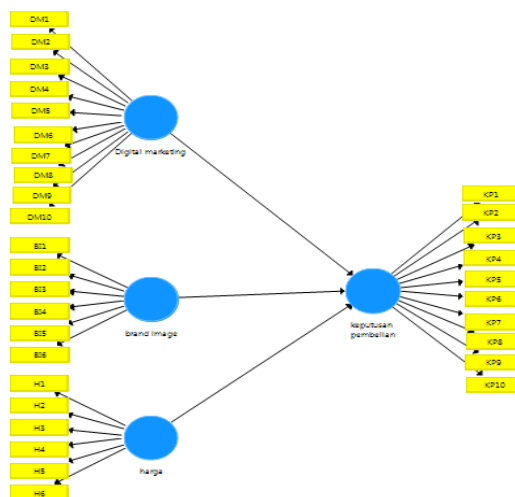 DM1
DM2
DM3
DM4
DM5
DM6
DM7
DM8
DM9
DM10
Digital marketing
BI1
BI2
BI3
BI4
BI5
BI6
brand image
H1
H2
H3
H4
H5
H6
harga
keputusan
pembelian
KP1
KP2
KP3
KP4
KP5
KP6
KP7
KP8
KP9
KP10